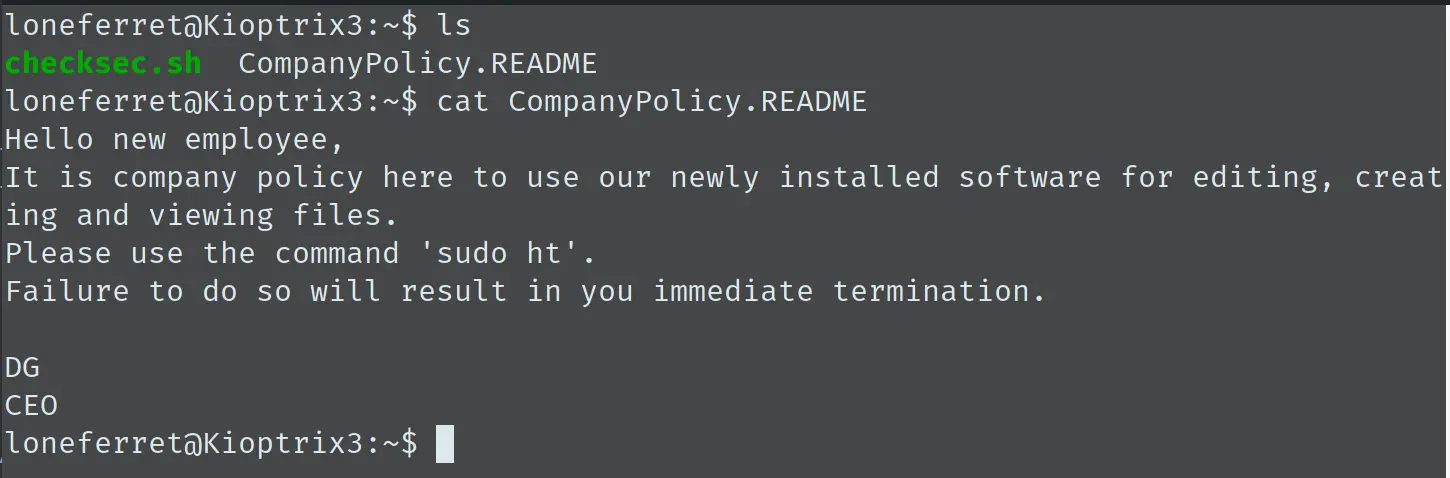 loneferret@Kioptrix3:~$ ls
checksec.sh  CompanyPolicy.README
loneferret@Kioptrix3:~$ cat CompanyPolicy.README
Hello new employee,
It is company policy here to use our newly installed software for editing, creat
ing and viewing files.
Please use the command 'sudo ht'.
Failure to do so will result in you immediate termination.
DG
CEO
loneferret@Kioptrix3:~$